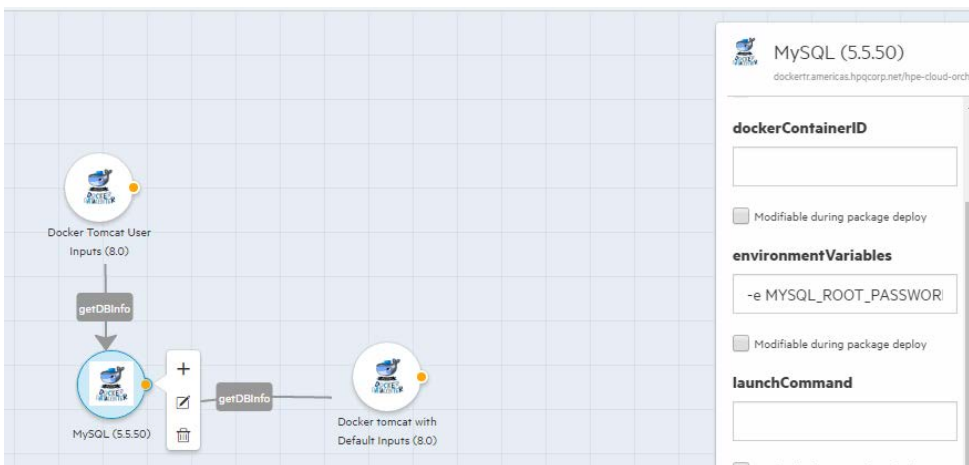 MySQL (5.5.50)
dockertr.americas.hpqcorp.net/hpe-cloud-orch
dockerContainerID
Modifiable during package deploy
environmentVariables
-e MYSQL_ROOT_PASSWOR
Modifiable during package deploy
launchCommand
Docker Tomcat User
Inputs (8.0)
getDBInfo
MySQL (5.5.50)
getDBInfo
Docker tomcat with
Default Inputs (8.0)